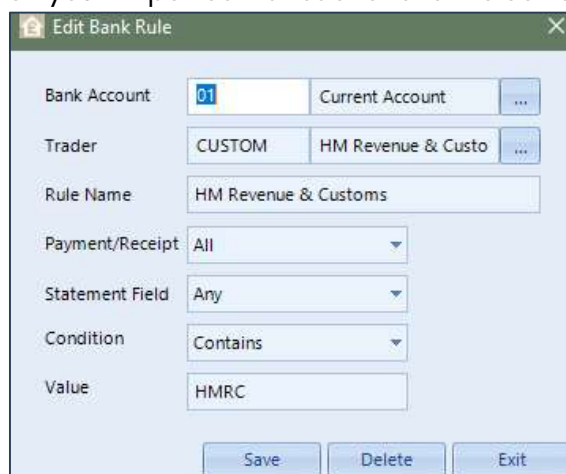 Edit Bank Rule
Bank Account 01 Current Account ...
Trader CUSTOM HM Revenue & Custo ...
Rule Name HM Revenue & Customs
Payment/Receipt All
Statement Field Any
Condition Contains
Value HMRC
Save Delete Exit